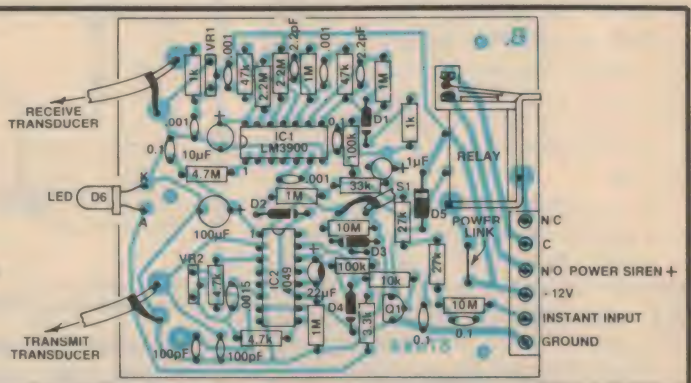 RECEIVE
TRANSDUCER
1k
VR1
.001
47k
2.2M
2.2M
2.2pF
1M
.001
47k
2.2pF
1M
.001
0.1
10µF
IC1
LM3900
0.1
100k
D1
1k
RELAY
4.7M
1
.001
1µF
33k
S1
LED
D6
K
A
100µF
D2
1M
10M
D3
27k
D5
POWER
LINK
NC
C
NO POWER SIREN +
12V
INSTANT INPUT
GROUND
VR2
4.7k
.0015
IC2
4049
22µF
100k
10k
27k
D4
3.3k
Q1
0.1
10M
0.1
TRANSMIT
TRANSDUCER
100pF
100pF
4.7k
1M